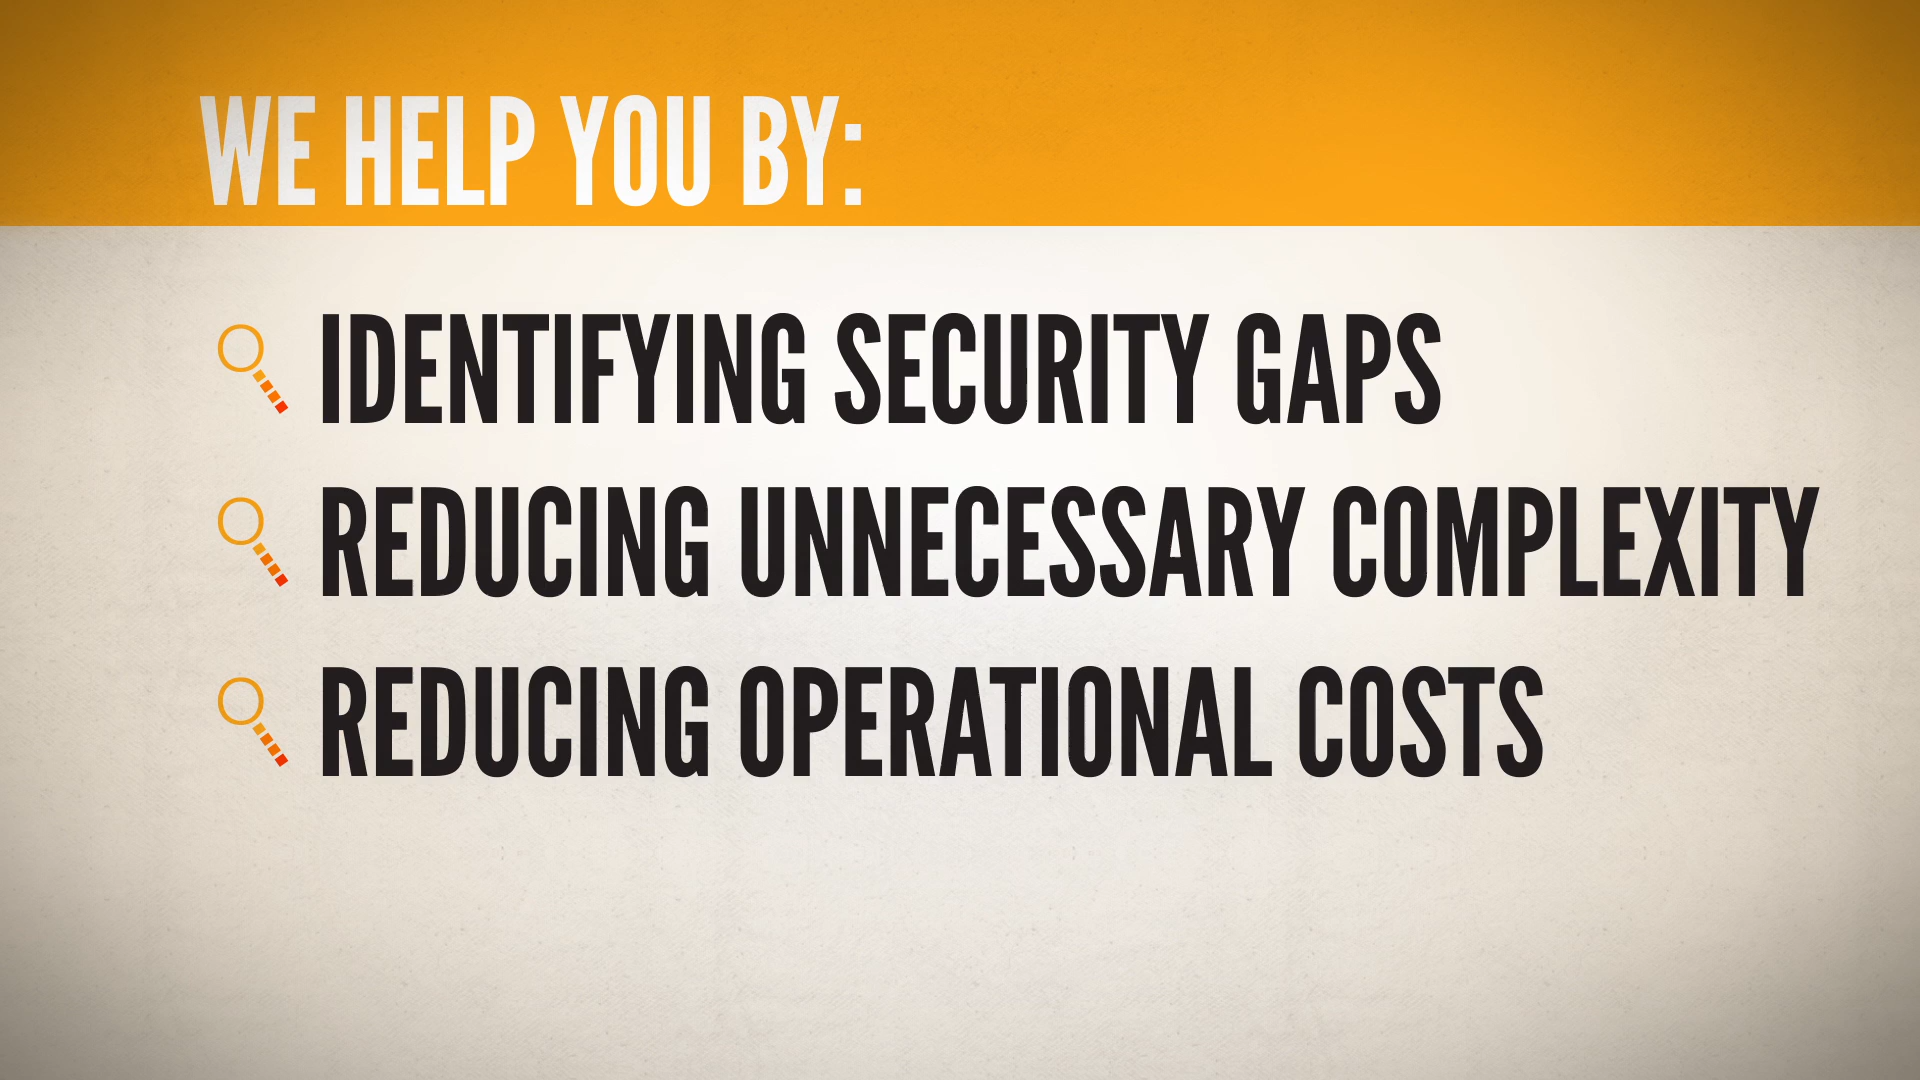 WE HELP YOU BY:
IDENTIFYING SECURITY GAPS
REDUCING UNNECESSARY COMPLEXITY
REDUCING OPERATIONAL COSTS